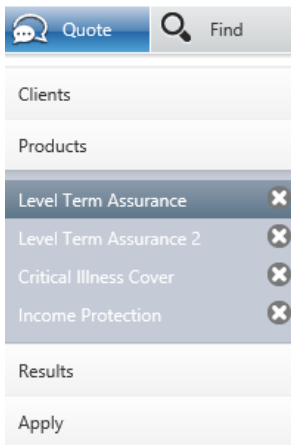 Quote Find
Clients
Products
Level Term Assurance
Level Term Assurance 2
Critical Illness Cover
Income Protection
Results
Apply